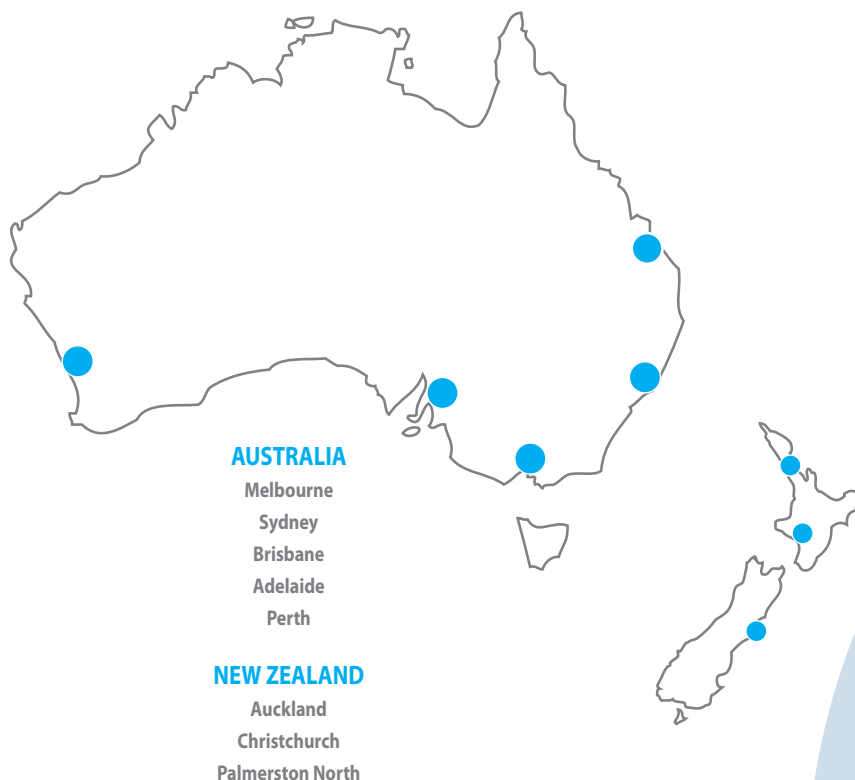 AUSTRALIA
Melbourne
Sydney
Brisbane
Adelaide
Perth
NEW ZEALAND
Auckland
Christchurch
Palmerston North